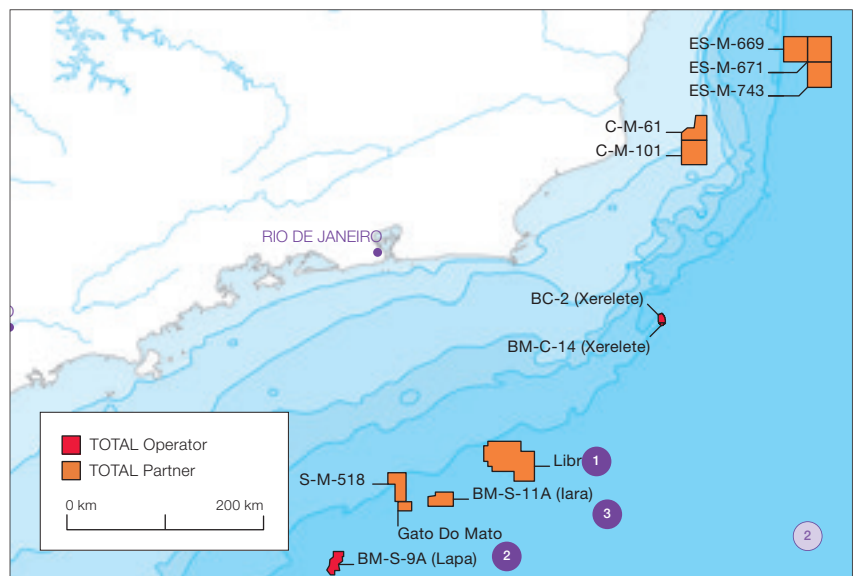 ES-M-669
ES-M-671
ES-M-743
C-M-61
C-M-101
RIO DE JANEIRO
BC-2 (Xerelete)
BM-C-14 (Xerelete)
TOTAL Operator
TOTAL Partner
0 km 200 km
Libr 1
S-M-518
BM-S-11A (Iara)
3
Gato Do Mato
2
BM-S-9A (Lapa) 2